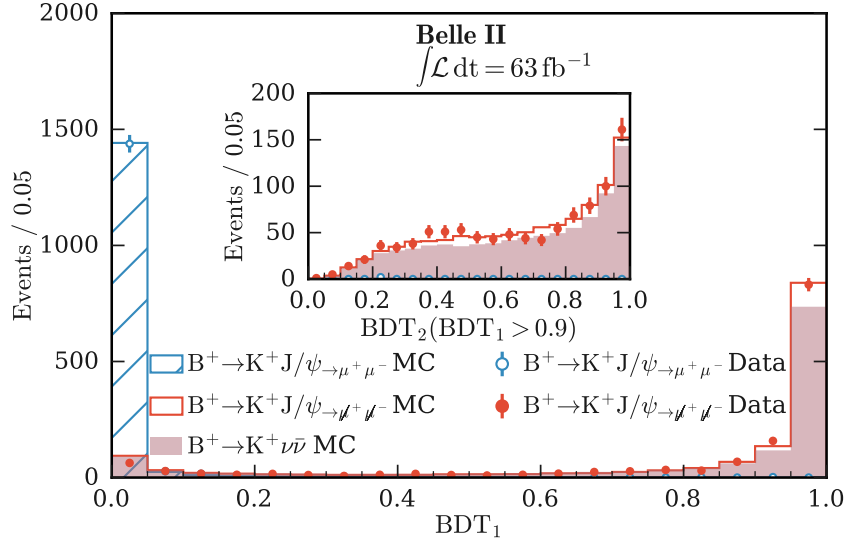 Belle II
∫ℒ dt = 63 fb⁻¹
Events / 0.05
2000
1500
1000
500
0
0.0 0.2 0.4 0.6 0.8 1.0
BDT₁
Events / 0.05
200
150
100
50
0
0.0 0.2 0.4 0.6 0.8 1.0
BDT₂(BDT₁ > 0.9)
B⁺→K⁺J/ψ→μ⁺μ⁻ MC
B⁺→K⁺J/ψ→μ̸⁺μ̸⁻ MC
B⁺→K⁺νν̄ MC
B⁺→K⁺J/ψ→μ⁺μ⁻ Data
B⁺→K⁺J/ψ→μ̸⁺μ̸⁻ Data